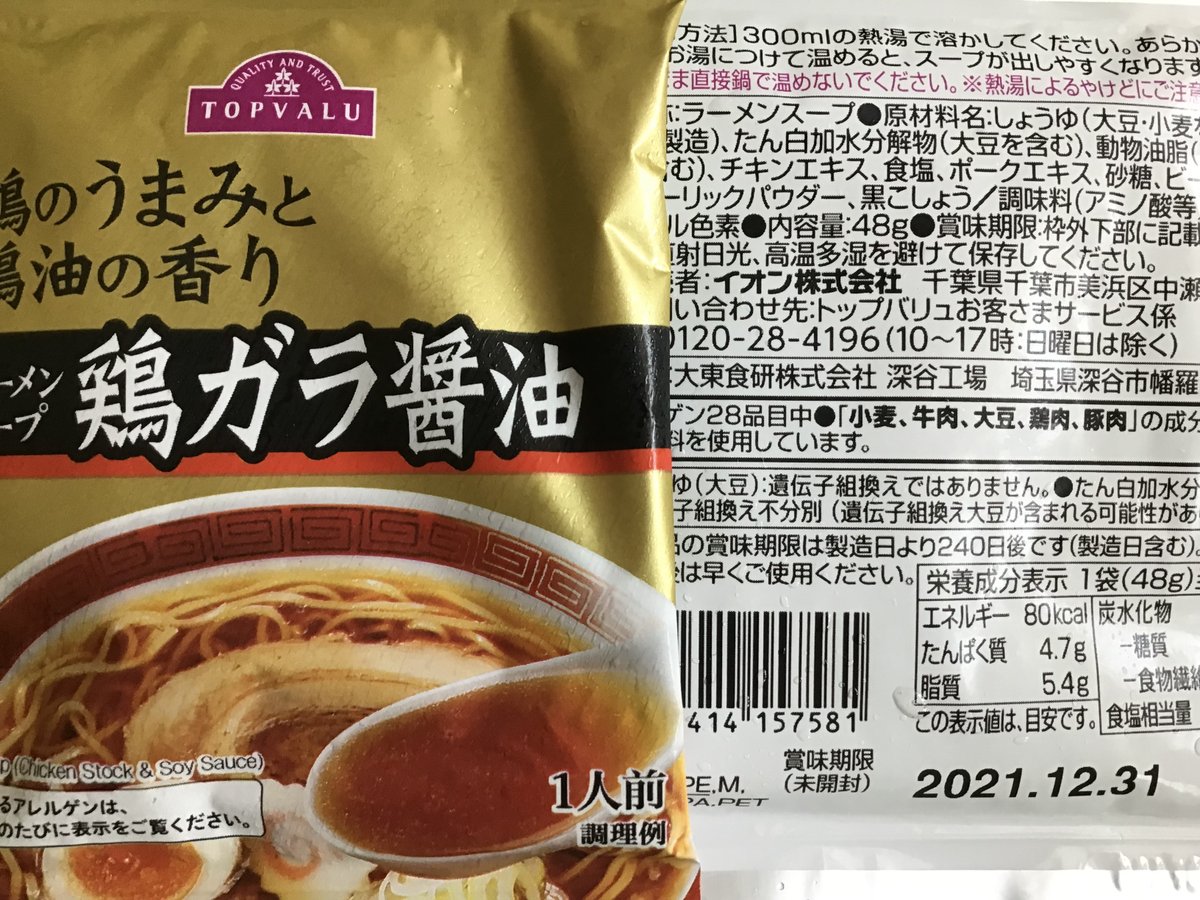 QUALITY AND TRUST
TOPVALU
鶏のうまみと
鶏油の香り
ーメン
ープ
鶏ガラ醤油
p (Chicken Stock & Soy Sauce)
るアレルゲンは、
のたびに表示をご覧ください。
1人前
調理例
方法]300mlの熱湯で溶かしてください。あらか
お湯につけて温めると、スープが出しやすくなります
ま直接鍋で温めないでください。※熱湯によるやけどにご注意
:ラーメンスープ●原材料名:しょうゆ(大豆・小麦
製造)、たん白加水分解物(大豆を含む)、動物油脂(
む)、チキンエキス、食塩、ポークエキス、砂糖、ビー
ーリックパウダー、黒こしょう/調味料(アミノ酸等
ル色素●内容量:48g●賞味期限:枠外下部に記載
射日光、高温多湿を避けて保存してください。
者:イオン株式会社 千葉県千葉市美浜区中瀬
い合わせ先:トップバリュお客さまサービス係
0120-28-4196(10〜17時:日曜日は除く)
大東食研株式会社 深谷工場 埼玉県深谷市幡羅
ゲン28品目中●「小麦、牛肉、大豆、鶏肉、豚肉」の成分
料を使用しています。
ゆ(大豆):遺伝子組換えではありません。●たん白加水分
子組換え不分別(遺伝子組換え大豆が含まれる可能性があ
品の賞味期限は製造日より240日後です(製造日含む)。
は早くご使用ください。
栄養成分表示 1袋(48g)
エネルギー 80kcal 炭水化物
たんぱく質 4.7g −糖質
脂質 5.4g −食物繊維
この表示値は、目安です。 食塩相当量
414 157581
賞味期限
(未開封)
2021.12.31
PE,M,
PA,PET